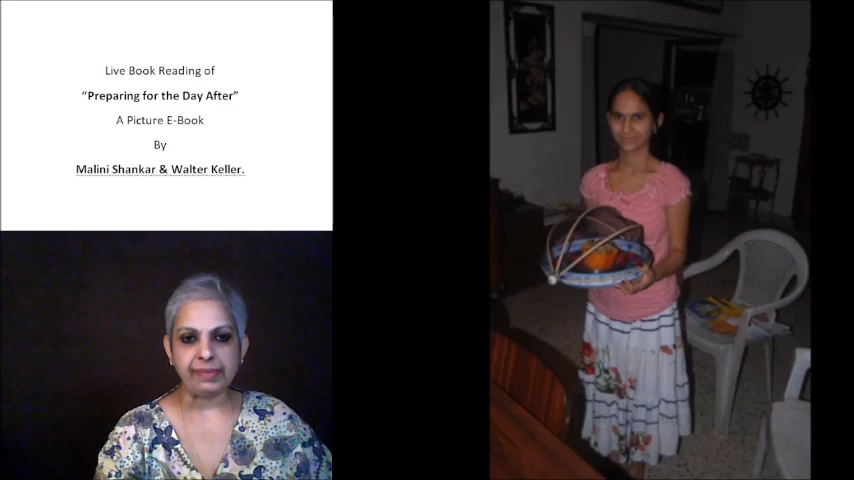 Live Book Reading of
“Preparing for the Day After”
A Picture E-Book
By
Malini Shankar & Walter Keller.